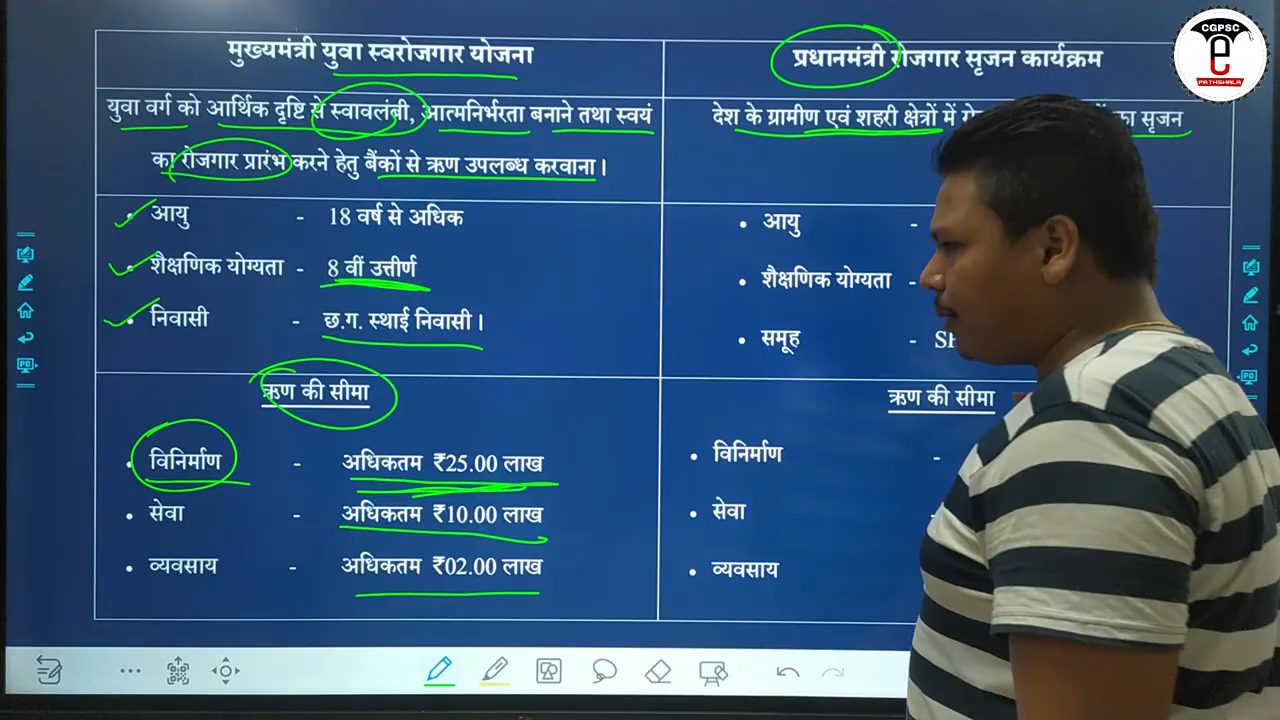 मुख्यमंत्री युवा स्वरोजगार योजना
युवा वर्ग को आर्थिक दृष्टि से स्वावलंबी, आत्मनिर्भरता बनाने तथा स्वयं
का रोजगार प्रारंभ करने हेतु बैंकों से ऋण उपलब्ध करवाना।
• आयु - 18 वर्ष से अधिक
• शैक्षणिक योग्यता - 8 वीं उत्तीर्ण
• निवासी - छ.ग. स्थाई निवासी।
ऋण की सीमा
• विनिर्माण - अधिकतम ₹25.00 लाख
• सेवा - अधिकतम ₹10.00 लाख
• व्यवसाय - अधिकतम ₹02.00 लाख
प्रधानमंत्री रोजगार सृजन कार्यक्रम
देश के ग्रामीण एवं शहरी क्षेत्रों में का सृजन
• आयु -
• शैक्षणिक योग्यता -
• समूह -
ऋण की सीमा
• विनिर्माण -
• सेवा -
• व्यवसाय
CGPSC
e
PATHSHALA
PC
PC